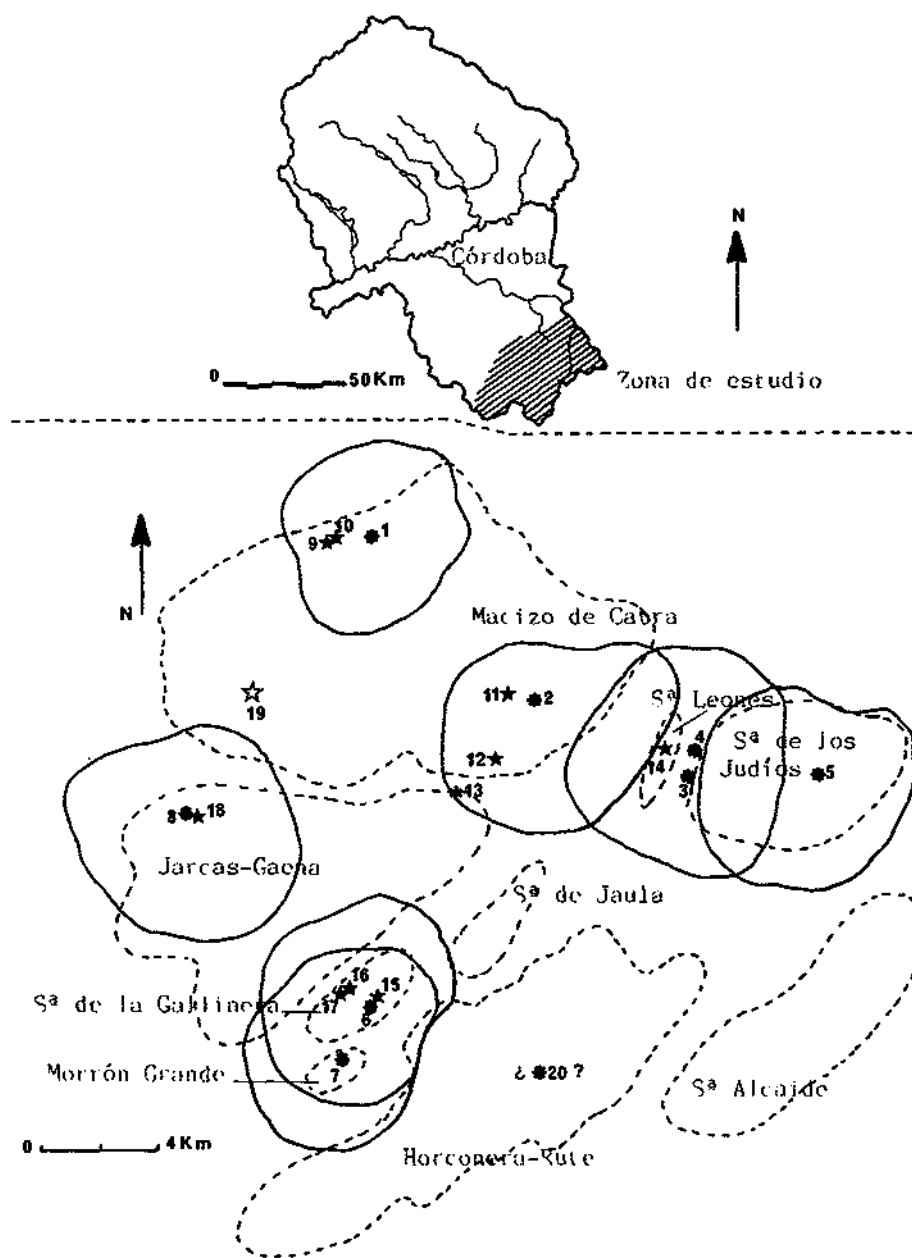 N
Córdoba
0 50 Km
Zona de estudio
N
10
9 1
Macizo de Cabra
11 2
Sª Leones
19
4
Sª de los
Judíos 5
12
14
3
13
8 18
Jarcas-Gaena
Sª de Jaula
16
15
Sª de la Gallinera 17
6
Morrón Grande 7
¿ 20 ?
Sª Alcaide
0 4 Km
Horconera-Rute